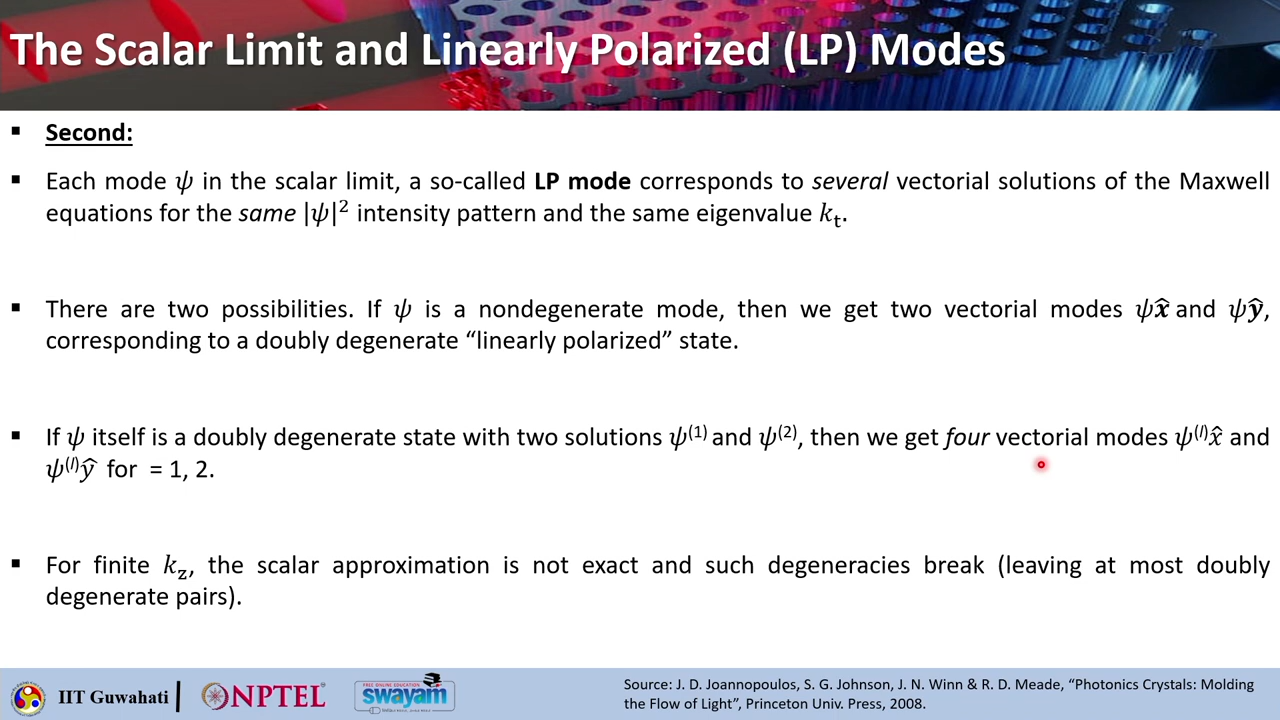 The Scalar Limit and Linearly Polarized (LP) Modes
▪ Second:
▪ Each mode ψ in the scalar limit, a so-called LP mode corresponds to several vectorial solutions of the Maxwell
equations for the same |ψ|² intensity pattern and the same eigenvalue kₜ.
▪ There are two possibilities. If ψ is a nondegenerate mode, then we get two vectorial modes ψx̂ and ψŷ,
corresponding to a doubly degenerate “linearly polarized” state.
▪ If ψ itself is a doubly degenerate state with two solutions ψ⁽¹⁾ and ψ⁽²⁾, then we get four vectorial modes ψ⁽ˡ⁾x̂ and
ψ⁽ˡ⁾ŷ for = 1, 2.
▪ For finite k_z, the scalar approximation is not exact and such degeneracies break (leaving at most doubly
degenerate pairs).
IIT Guwahati
NPTEL
FREE ONLINE EDUCATION
swayam
Source: J. D. Joannopoulos, S. G. Johnson, J. N. Winn & R. D. Meade, “Photonics Crystals: Molding
the Flow of Light”, Princeton Univ. Press, 2008.